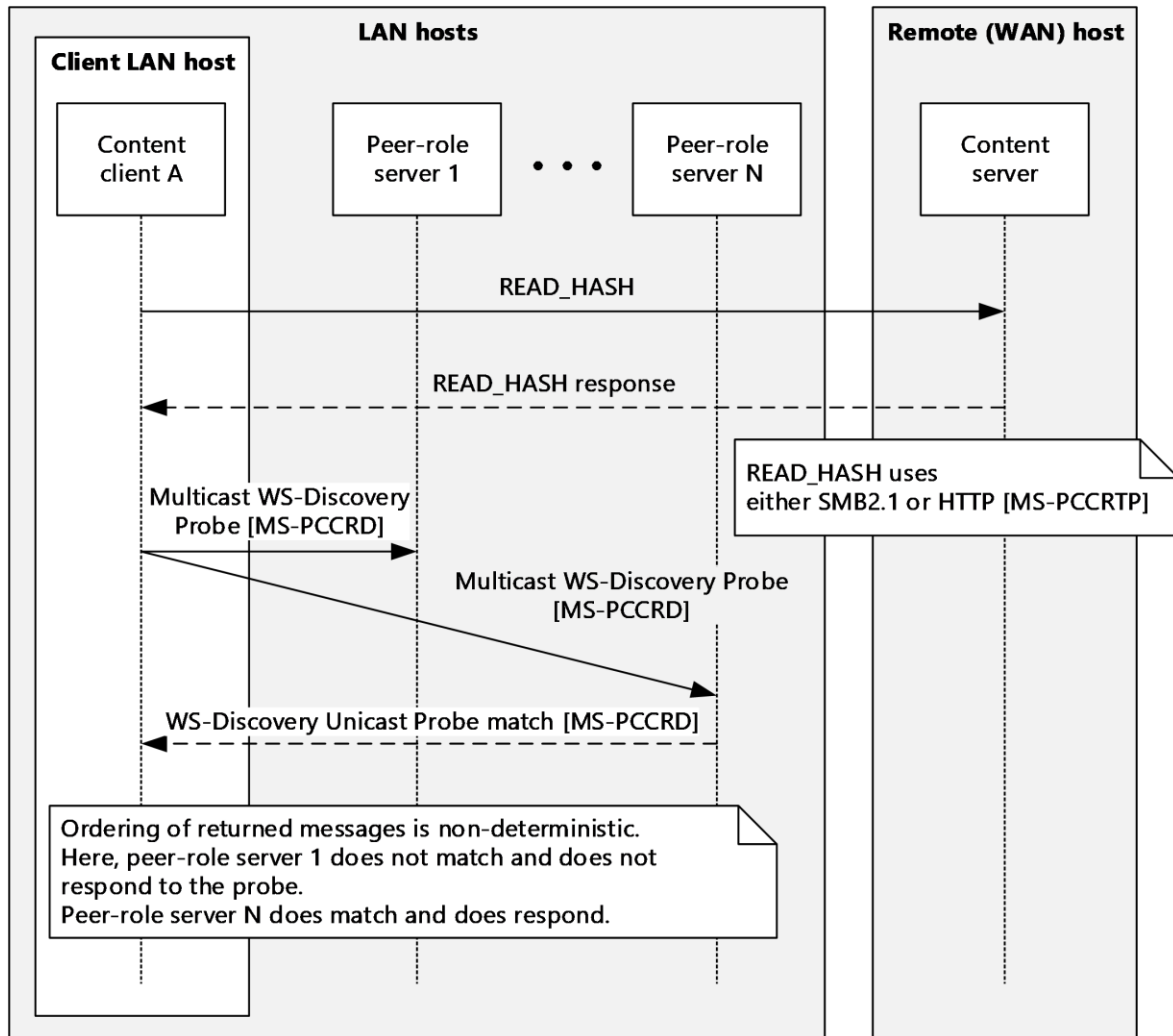 LAN hosts
Remote (WAN) host
Client LAN host
Content
client A
Peer-role
server 1
• • •
Peer-role
server N
Content
server
READ_HASH
READ_HASH response
READ_HASH uses
either SMB2.1 or HTTP [MS-PCCRTP]
Multicast WS-Discovery
Probe [MS-PCCRD]
Multicast WS-Discovery Probe
[MS-PCCRD]
WS-Discovery Unicast Probe match [MS-PCCRD]
Ordering of returned messages is non-deterministic.
Here, peer-role server 1 does not match and does not
respond to the probe.
Peer-role server N does match and does respond.